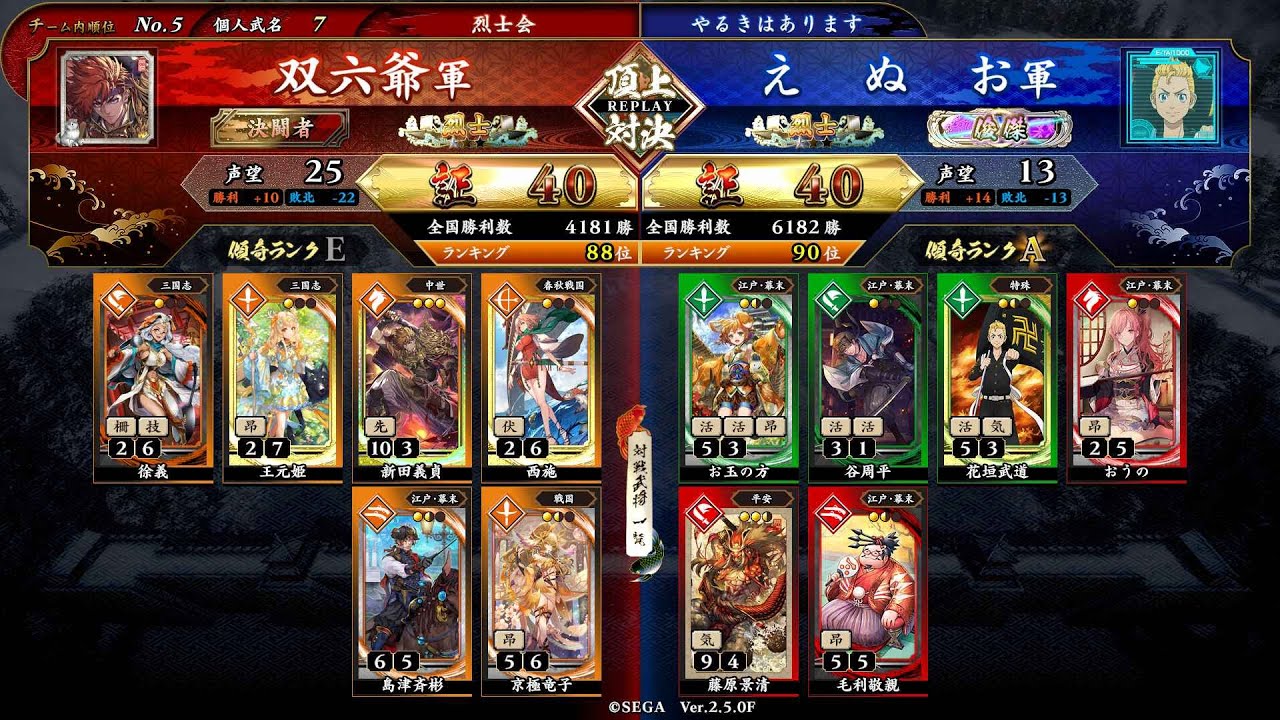 チーム内順位 No.5 個人武名 7 烈士会 やるきはあります
双六爺軍 頂上 REPLAY 対決 えぬお軍
決闘者 烈士 烈士 俊傑
声望 25 証 40 証 40 声望 13
勝利 +10 敗北 -22 勝利 +14 敗北 -13
全国勝利数 4181勝 全国勝利数 6182勝
ランキング 88位 ランキング 90位
傾奇ランク E 傾奇ランク A
三国志 三国志 中世 春秋戦国 江戸・幕末 江戸・幕末 特殊 江戸・幕末
卍
柵 技 昂 先 伏 活 活 昂 活 活 活 気 昂
2 6 2 7 10 3 2 6 5 3 3 1 5 3 2 5
徐義 王元姫 新田義貞 西施 お玉の方 谷周平 花垣武道 おうの
対戦武将一覧
江戸・幕末 戦国 平安 江戸・幕末
昂 気 昂
6 5 5 6 9 4 5 5
島津斉彬 京極竜子 藤原景清 毛利敬親
©SEGA Ver.2.5.0F